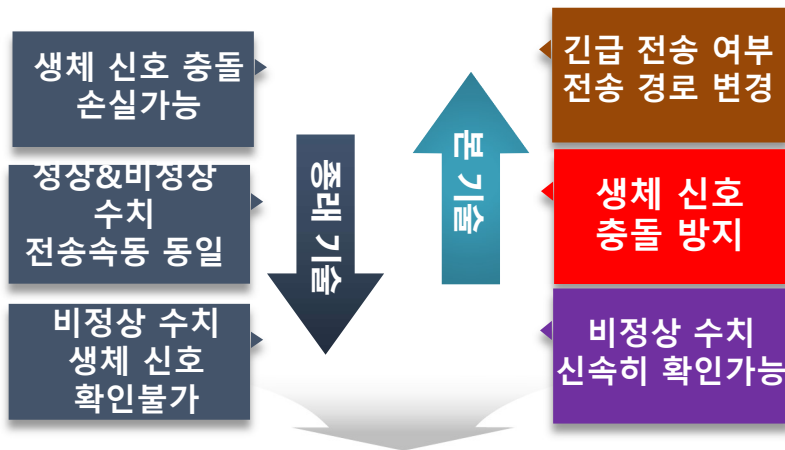 생체 신호 충돌
손실가능
정상&비정상
수치
전송속동 동일
비정상 수치
생체 신호
확인불가
종래 기술
본 기술
긴급 전송 여부
전송 경로 변경
생체 신호
충돌 방지
비정상 수치
신속히 확인가능